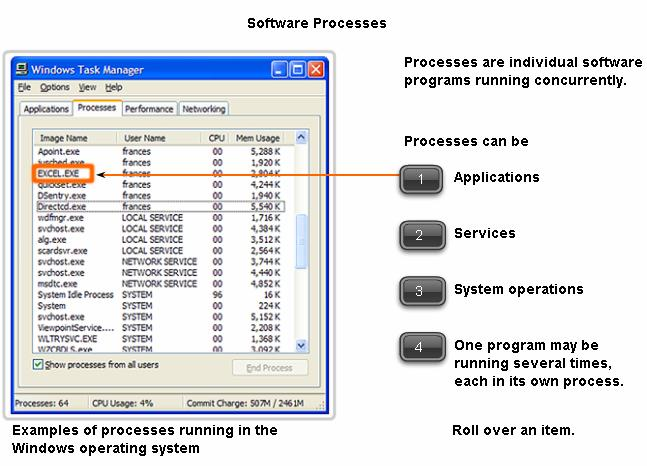 Software Processes
Windows Task Manager
File Options View Help
Applications Processes Performance Networking
Image Name User Name CPU Mem Usage
Apoint.exe frances 00 5,288 K
jusched.exe frances 00 1,920 K
EXCEL.EXE frances 00 2,804 K
quickset.exe frances 00 4,244 K
DSentry.exe frances 00 1,940 K
Directcd.exe frances 00 5,540 K
wdfmgr.exe LOCAL SERVICE 00 1,716 K
svchost.exe LOCAL SERVICE 00 4,384 K
alg.exe LOCAL SERVICE 00 3,512 K
scardsvr.exe LOCAL SERVICE 00 2,564 K
svchost.exe NETWORK SERVICE 00 3,744 K
svchost.exe NETWORK SERVICE 00 4,440 K
msdtc.exe NETWORK SERVICE 00 4,852 K
System Idle Process SYSTEM 96 16 K
System SYSTEM 00 224 K
svchost.exe SYSTEM 00 5,152 K
ViewpointService.... SYSTEM 00 2,208 K
WLTRYSVC.EXE SYSTEM 00 1,368 K
WZCBDLS.exe SYSTEM 00 3,092 K
Show processes from all users End Process
Processes: 64 CPU Usage: 4% Commit Charge: 507M / 2461M
Examples of processes running in the
Windows operating system
Processes are individual software
programs running concurrently.
Processes can be
1 Applications
2 Services
3 System operations
4 One program may be
running several times,
each in its own process.
Roll over an item.